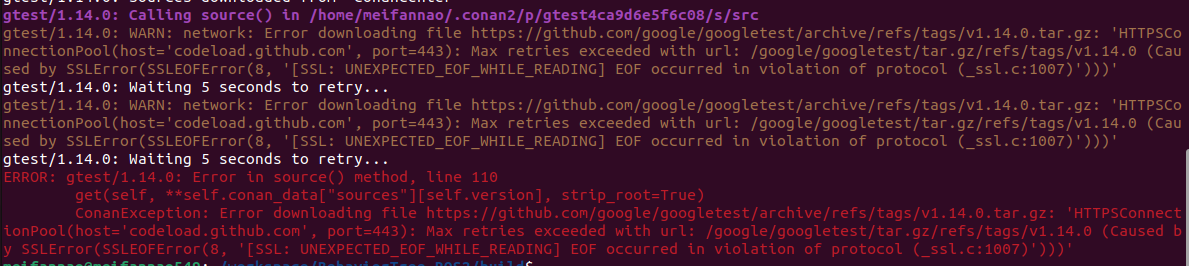 gtest/1.14.0: Calling source() in /home/meifannao/.conan2/p/gtest4ca9d6e5f6c08/s/src
gtest/1.14.0: WARN: network: Error downloading file https://github.com/google/googletest/archive/refs/tags/v1.14.0.tar.gz: 'HTTPSCo
nnectionPool(host='codeload.github.com', port=443): Max retries exceeded with url: /google/googletest/tar.gz/refs/tags/v1.14.0 (Cau
sed by SSLError(SSLEOFError(8, '[SSL: UNEXPECTED_EOF_WHILE_READING] EOF occurred in violation of protocol (_ssl.c:1007)')))'
gtest/1.14.0: Waiting 5 seconds to retry...
gtest/1.14.0: WARN: network: Error downloading file https://github.com/google/googletest/archive/refs/tags/v1.14.0.tar.gz: 'HTTPSCo
nnectionPool(host='codeload.github.com', port=443): Max retries exceeded with url: /google/googletest/tar.gz/refs/tags/v1.14.0 (Cau
sed by SSLError(SSLEOFError(8, '[SSL: UNEXPECTED_EOF_WHILE_READING] EOF occurred in violation of protocol (_ssl.c:1007)')))'
gtest/1.14.0: Waiting 5 seconds to retry...
ERROR: gtest/1.14.0: Error in source() method, line 110
get(self, **self.conan_data["sources"][self.version], strip_root=True)
ConanException: Error downloading file https://github.com/google/googletest/archive/refs/tags/v1.14.0.tar.gz: 'HTTPSConnect
ionPool(host='codeload.github.com', port=443): Max retries exceeded with url: /google/googletest/tar.gz/refs/tags/v1.14.0 (Caused b
y SSLError(SSLEOFError(8, '[SSL: UNEXPECTED_EOF_WHILE_READING] EOF occurred in violation of protocol (_ssl.c:1007)')))'